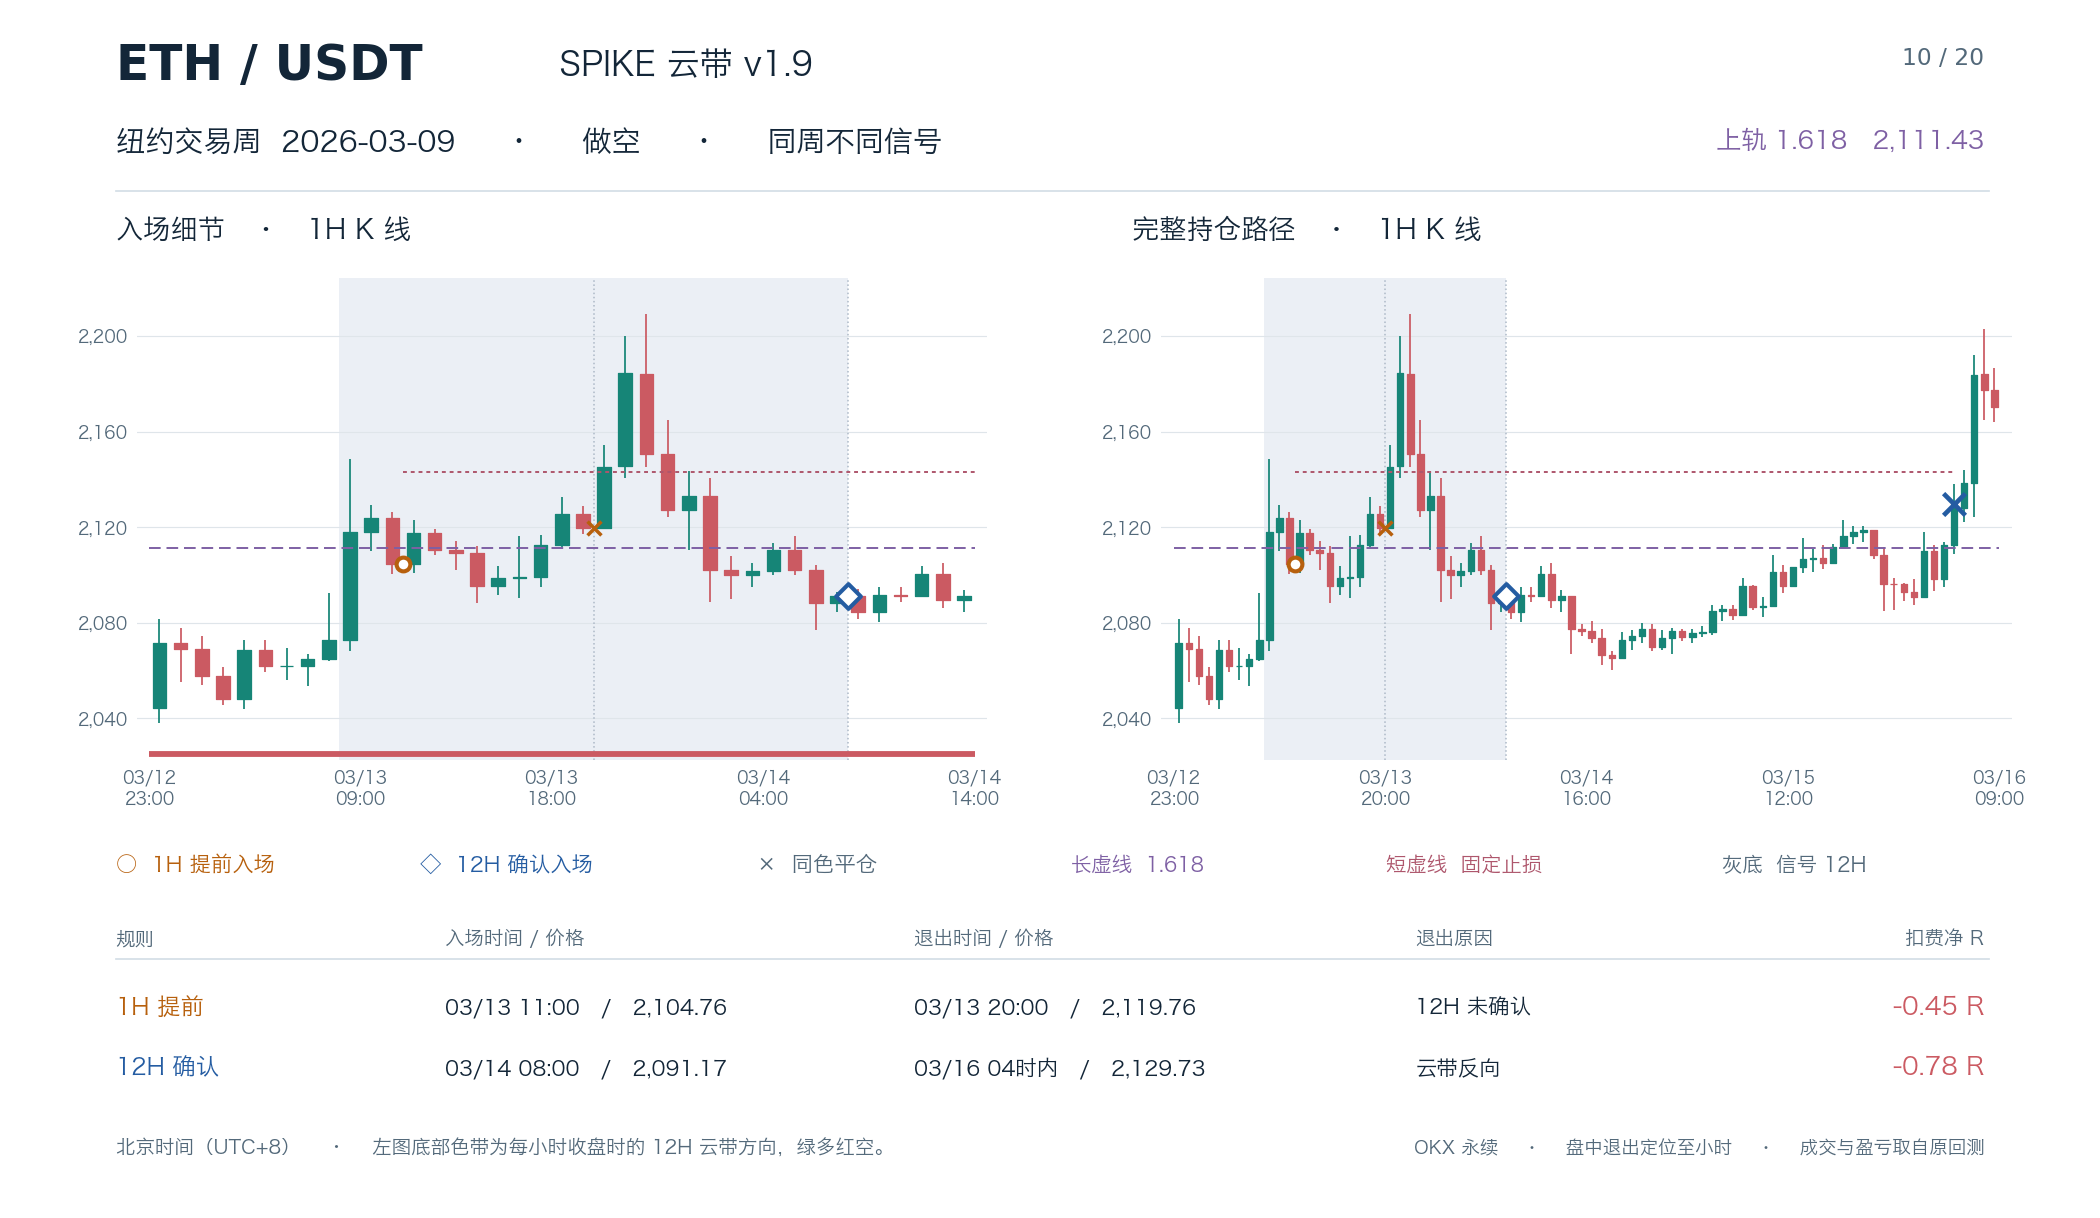 ETH / USDT SPIKE 云带 v1.9 10 / 20
纽约交易周 2026-03-09 · 做空 · 同周不同信号 上轨 1.618 2,111.43
入场细节 · 1H K 线
2,200
2,160
2,120
2,080
2,040
03/12 03/13 03/13 03/14 03/14
23:00 09:00 18:00 04:00 14:00
完整持仓路径 · 1H K 线
2,200
2,160
2,120
2,080
2,040
03/12 03/13 03/14 03/15 03/16
23:00 20:00 16:00 12:00 09:00
○ 1H 提前入场 ◇ 12H 确认入场 × 同色平仓 长虚线 1.618 短虚线 固定止损 灰底 信号 12H
规则 入场时间 / 价格 退出时间 / 价格 退出原因 扣费净 R
1H 提前 03/13 11:00 / 2,104.76 03/13 20:00 / 2,119.76 12H 未确认 -0.45 R
12H 确认 03/14 08:00 / 2,091.17 03/16 04时内 / 2,129.73 云带反向 -0.78 R
北京时间（UTC+8） · 左图底部色带为每小时收盘时的 12H 云带方向，绿多红空。 OKX 永续 · 盘中退出定位至小时 · 成交与盈亏取自原回测